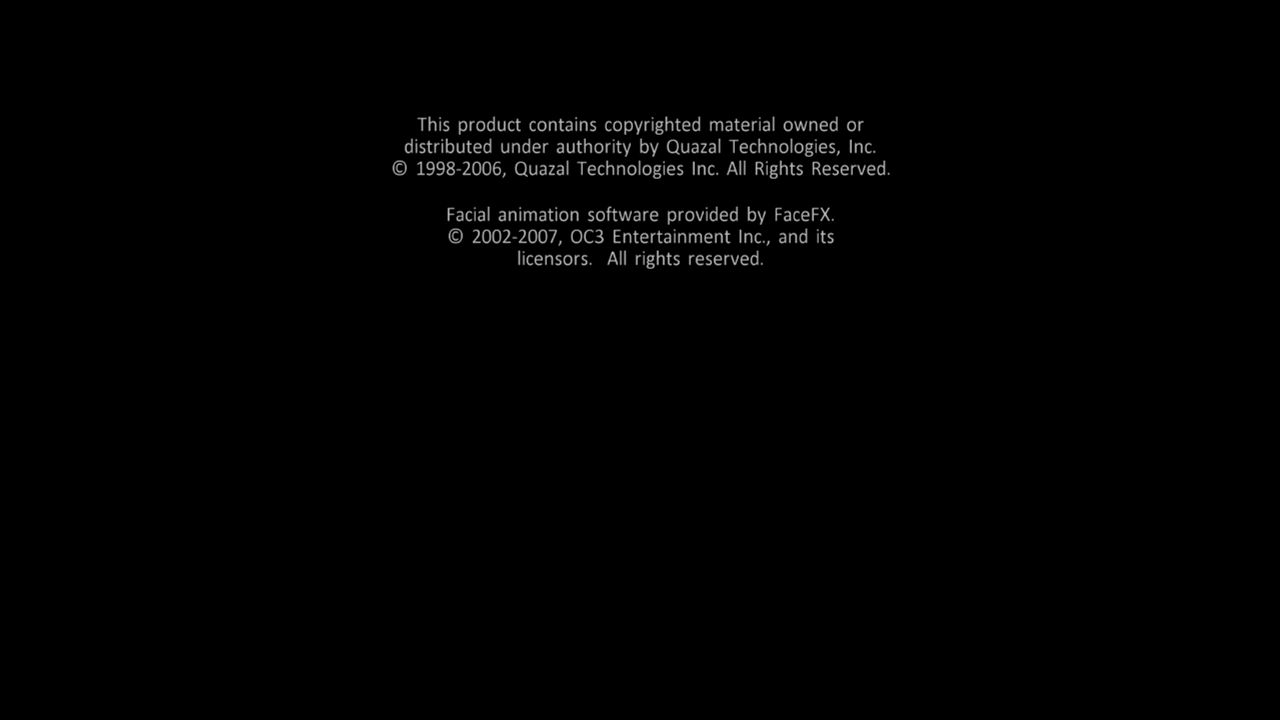 This product contains copyrighted material owned or
distributed under authority by Quazal Technologies, Inc.
© 1998-2006, Quazal Technologies Inc. All Rights Reserved.
Facial animation software provided by FaceFX.
© 2002-2007, OC3 Entertainment Inc., and its
licensors.  All rights reserved.